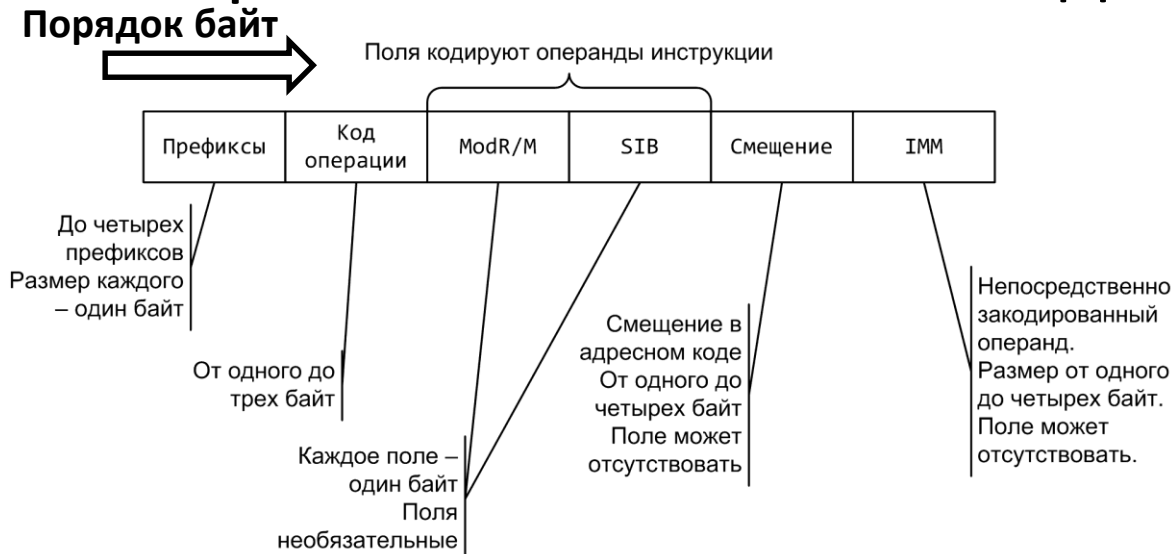 Порядок байт
Поля кодируют операнды инструкции
Префиксы
Код
операции
ModR/M
SIB
Смещение
IMM
До четырех
префиксов
Размер каждого
– один байт
От одного до
трех байт
Каждое поле –
один байт
Поля
необязательные
Смещение в
адресном коде
От одного до
четырех байт
Поле может
отсутствовать
Непосредственно
закодированный
операнд.
Размер от одного
до четырех байт.
Поле может
отсутствовать.